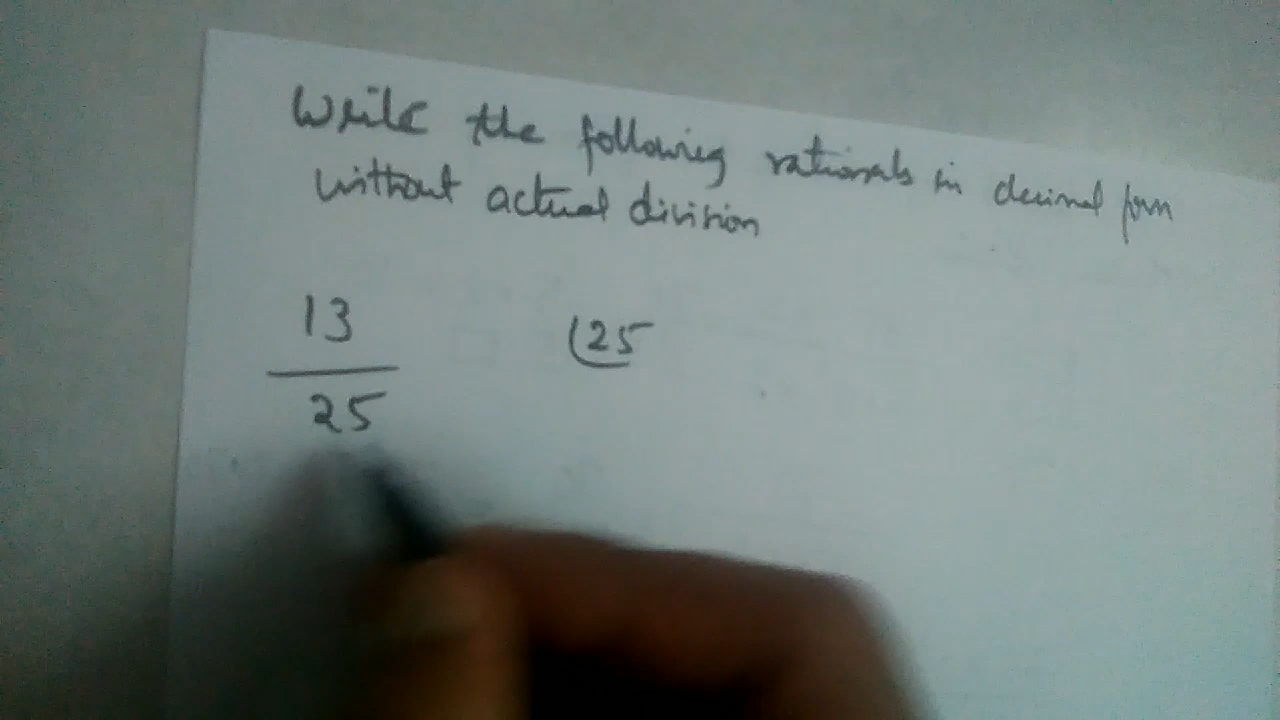 Write the following rationals in decimal form
without actual division
13
25
25